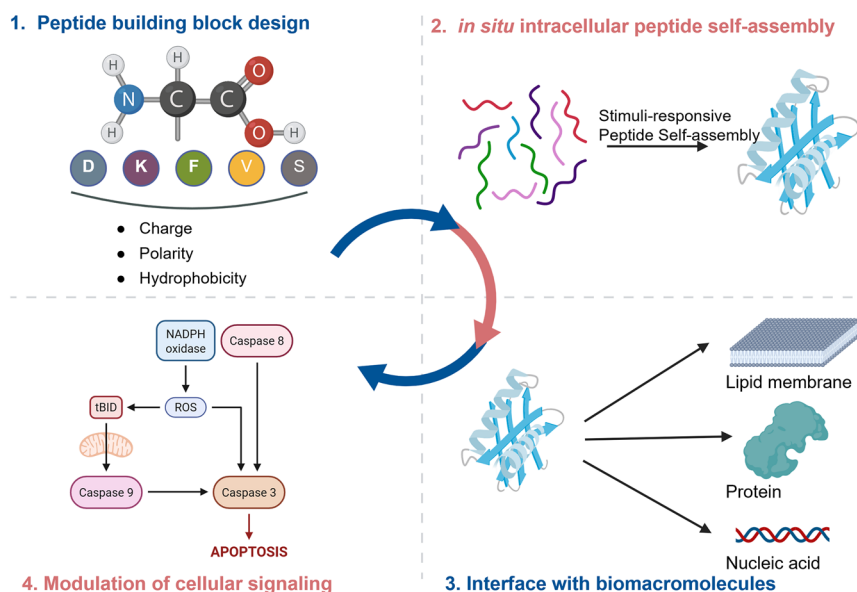 1. Peptide building block design
H
H
O
N
C
C
H
O
H
D K F V S
● Charge
● Polarity
● Hydrophobicity
2. in situ intracellular peptide self-assembly
Stimuli-responsive
Peptide Self-assembly
Lipid membrane
Protein
Nucleic acid
3. Interface with biomacromolecules
NADPH
oxidase
Caspase 8
tBID
ROS
Caspase 9
Caspase 3
APOPTOSIS
4. Modulation of cellular signaling